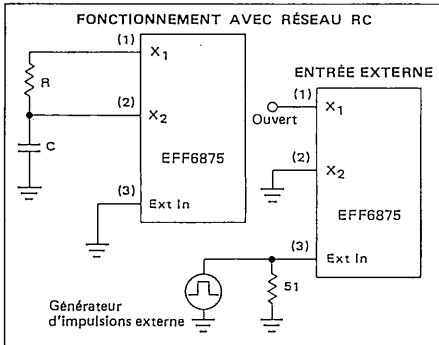 FONCTIONNEMENT AVEC RÉSEAU RC
(1)
X1
R
(2)
X2
C
EFF6875
(3)
Ext In
ENTRÉE EXTERNE
(1)
X1
Ouvert
(2)
X2
EFF6875
(3)
Ext In
51
Générateur
d'impulsions externe